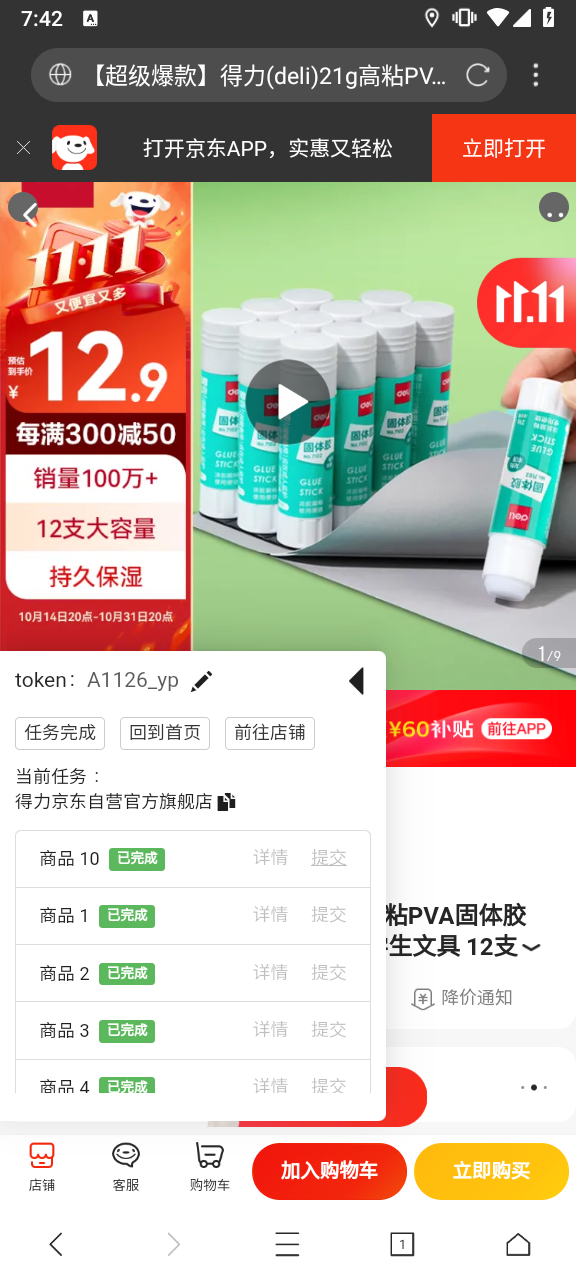 7:42
A
【超级爆款】得力(deli)21g高粘PV...
打开京东APP，实惠又轻松
立即打开
11.11
又便宜又多
预估
到手价
¥12.9
每满300减50
销量100万+
12支大容量
持久保湿
10月14日20点-10月31日20点
11.11
deli
固体胶
GLUE
STICK
固体胶
GLUE
STICK
deli
1/9
token： A1126_yp
任务完成
回到首页
前往店铺
¥60补贴
前往APP
当前任务：
得力京东自营官方旗舰店
商品 10 已完成 详情 提交
商品 1 已完成 详情 提交
商品 2 已完成 详情 提交
商品 3 已完成 详情 提交
商品 4 已完成 详情 提交
粘PVA固体胶
生文具 12支
降价通知
店铺
客服
购物车
加入购物车
立即购买
1